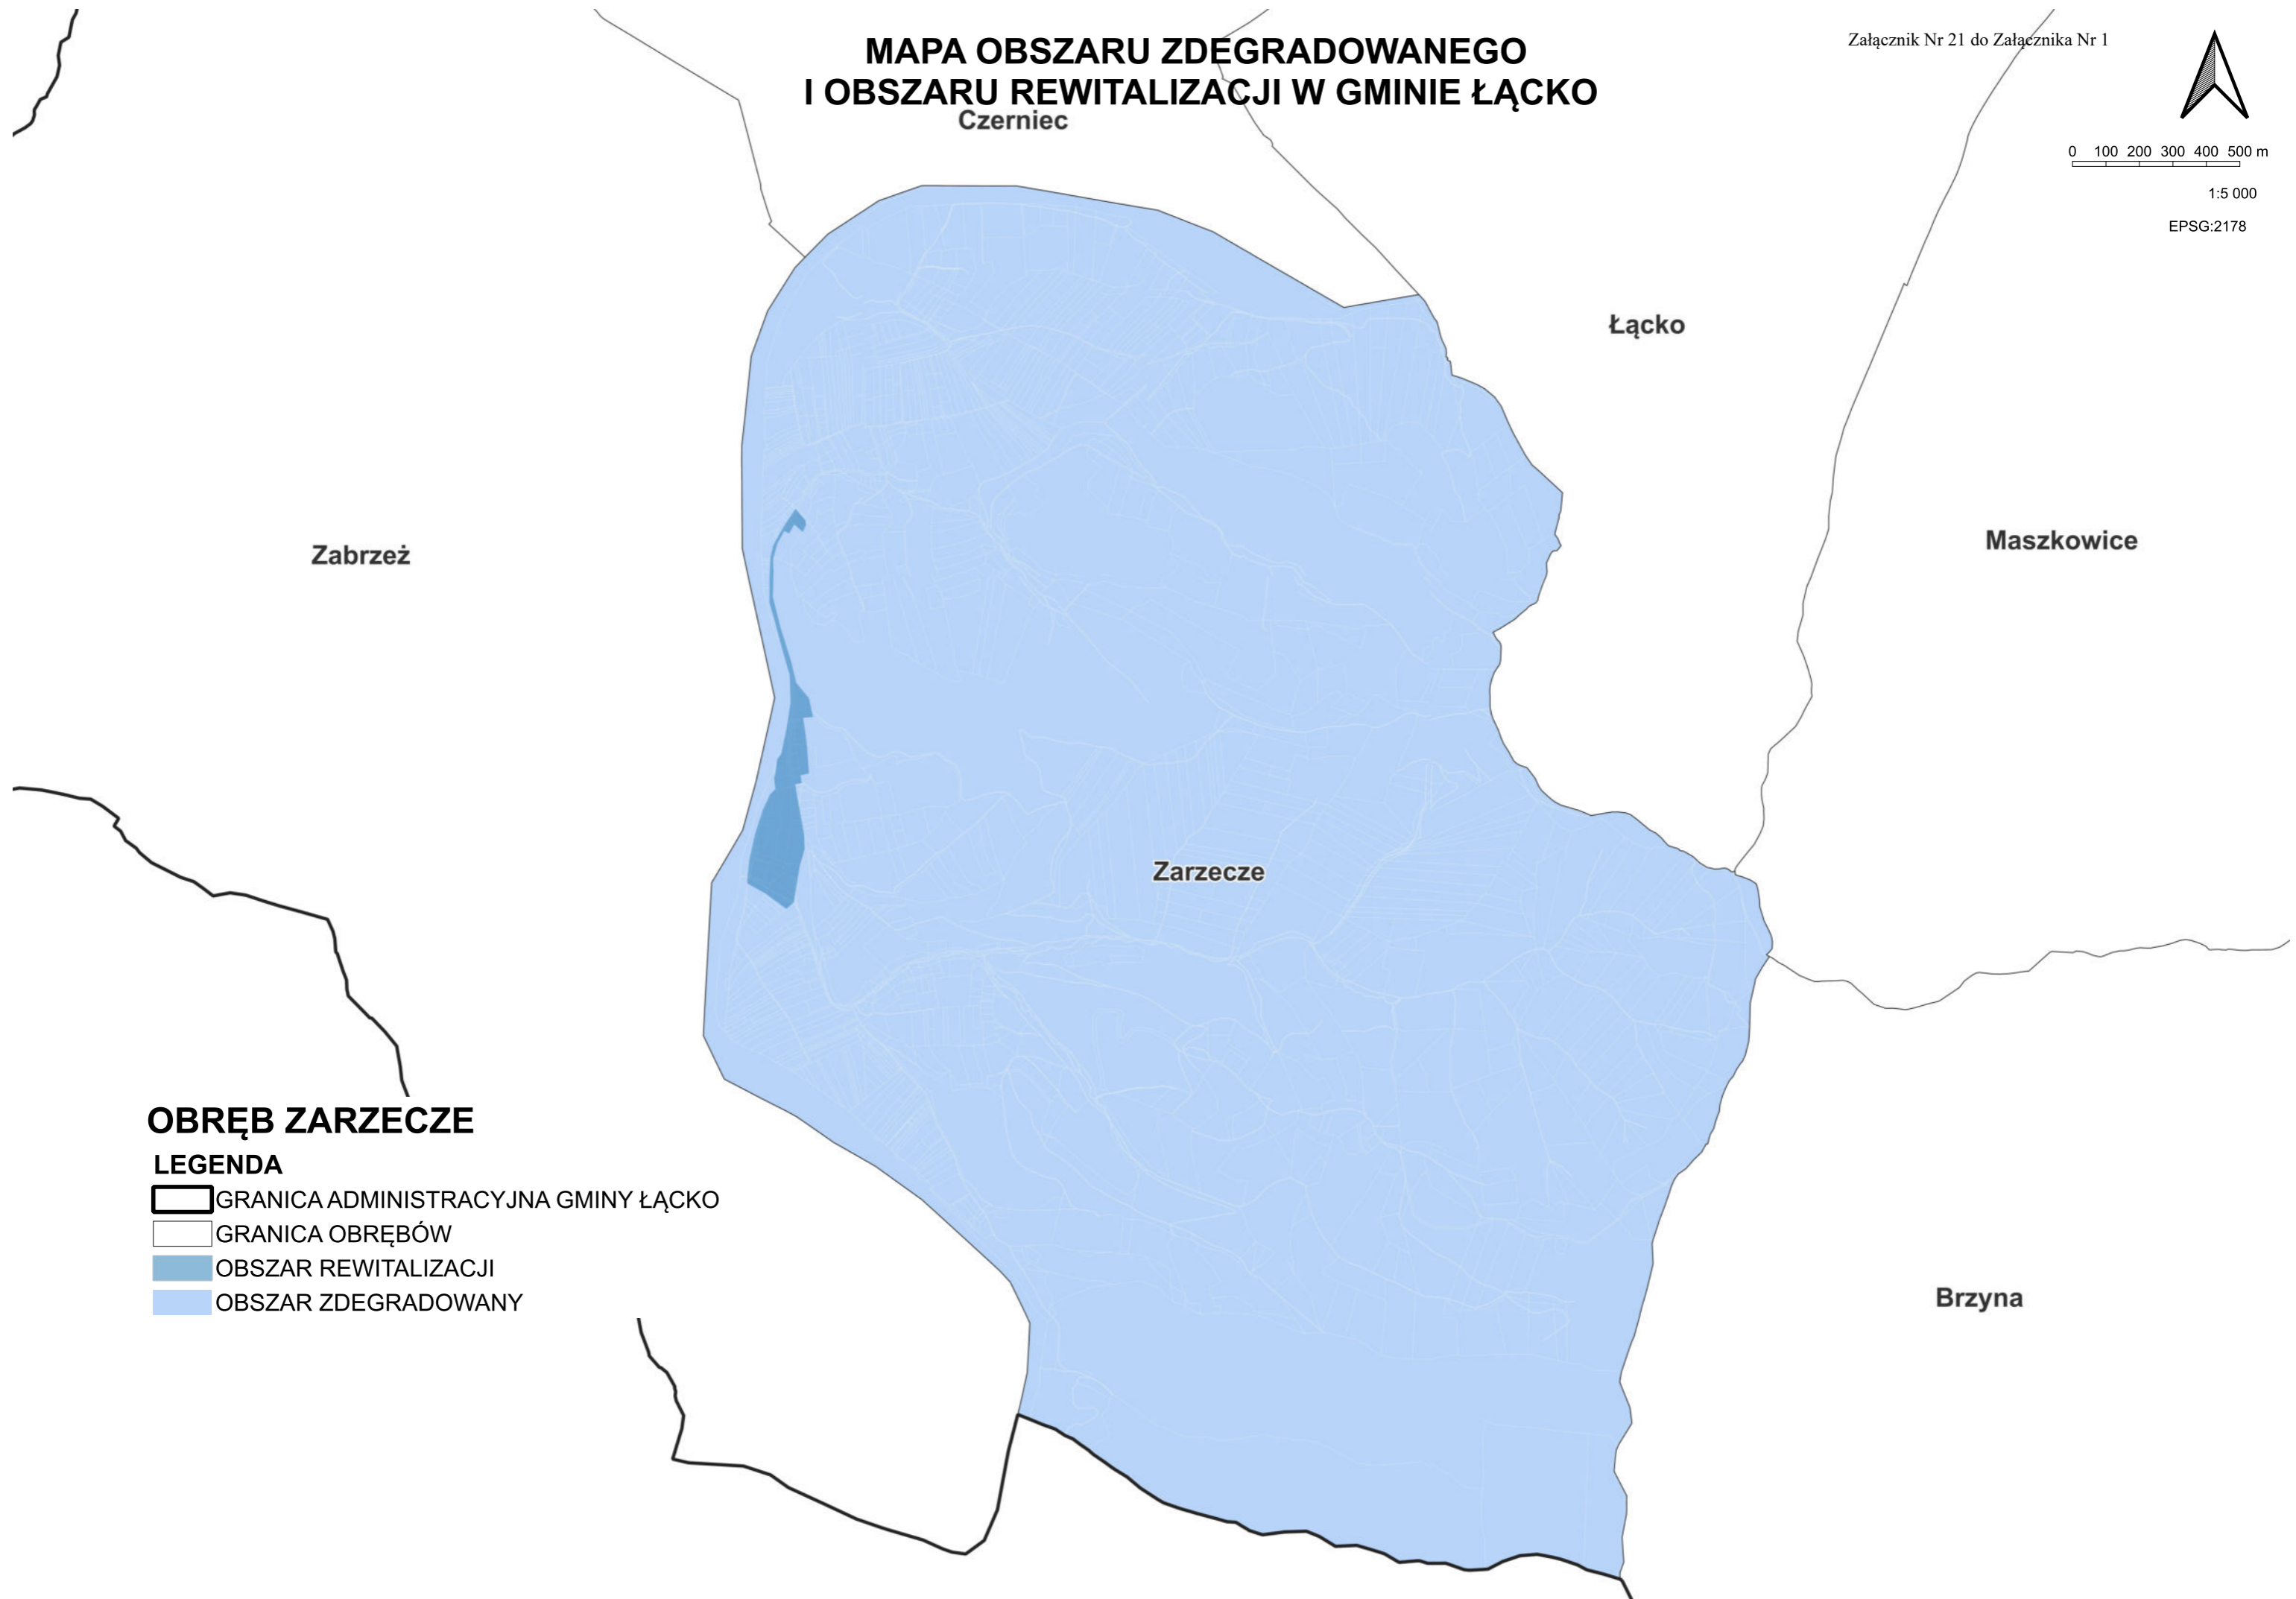 MAPA OBSZARU ZDEGRADOWANEGO
I OBSZARU REWITALIZACJI W GMINIE ŁĄCKO
Załącznik Nr 21 do Załącznika Nr 1
0 100 200 300 400 500 m
1:5 000
EPSG:2178
Czerniec
Łącko
Maszkowice
Zabrzeż
Zarzecze
Brzyna
OBRĘB ZARZECZE
LEGENDA
GRANICA ADMINISTRACYJNA GMINY ŁĄCKO
GRANICA OBRĘBÓW
OBSZAR REWITALIZACJI
OBSZAR ZDEGRADOWANY